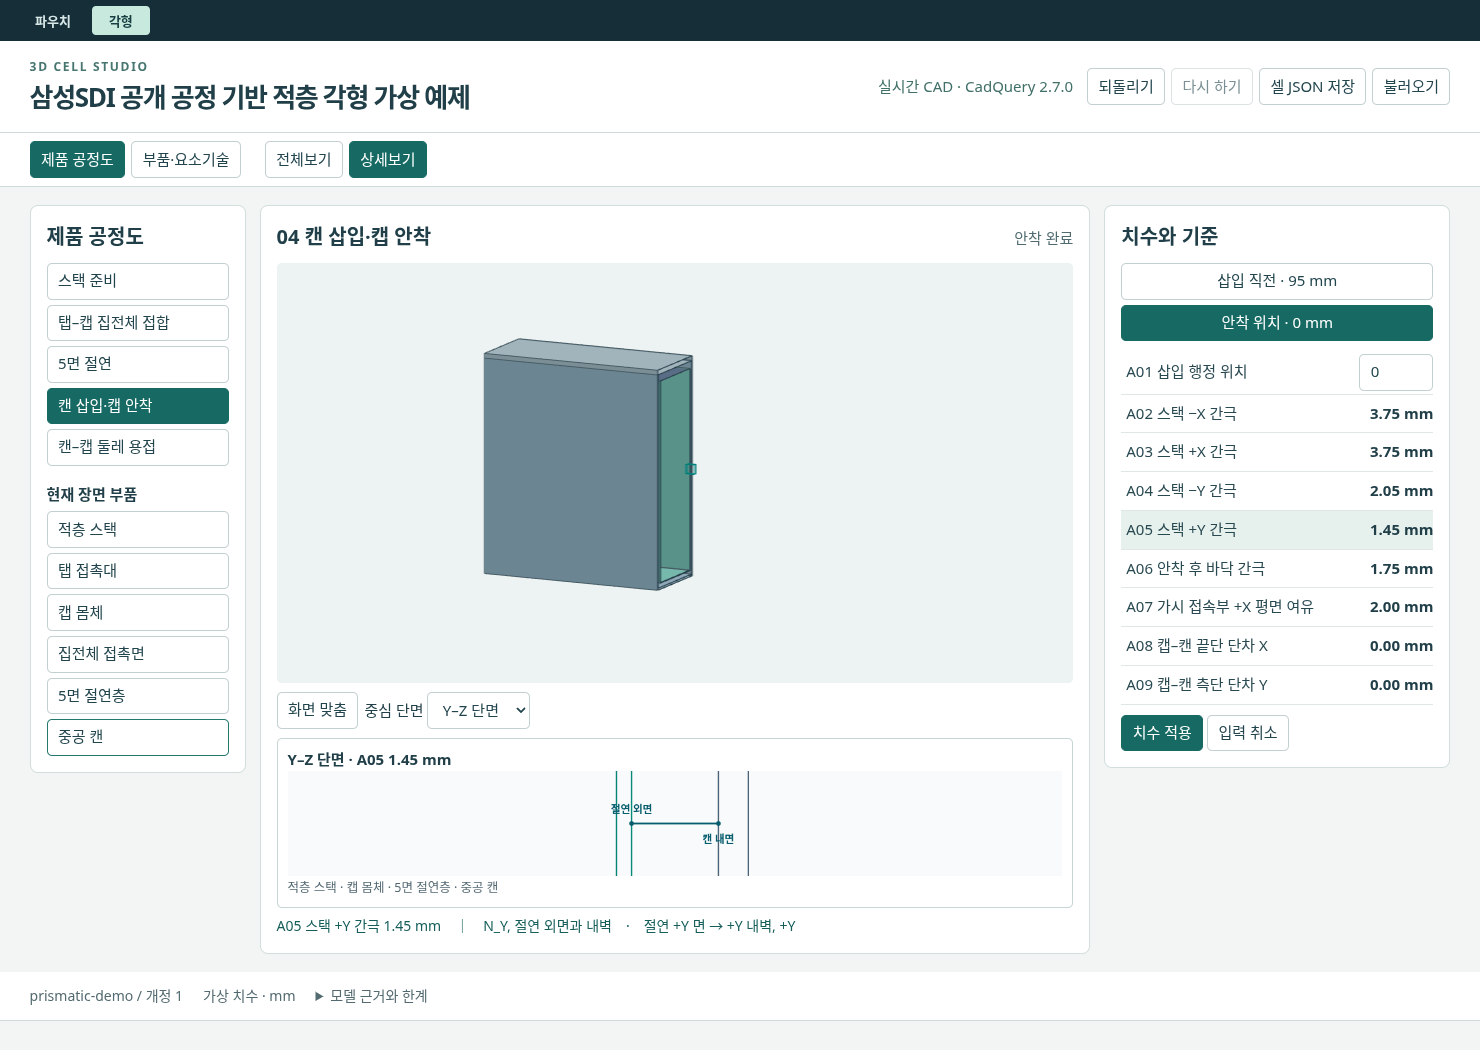 파우치 각형
3D CELL STUDIO
삼성SDI 공개 공정 기반 적층 각형 가상 예제
실시간 CAD · CadQuery 2.7.0 되돌리기 다시 하기 셀 JSON 저장 불러오기
제품 공정도 부품·요소기술 전체보기 상세보기
제품 공정도
스택 준비
탭–캡 집전체 접합
5면 절연
캔 삽입·캡 안착
캔–캡 둘레 용접
현재 장면 부품
적층 스택
탭 접촉대
캡 몸체
집전체 접촉면
5면 절연층
중공 캔
04 캔 삽입·캡 안착 안착 완료
화면 맞춤 중심 단면 Y–Z 단면
Y–Z 단면 · A05 1.45 mm
절연 외면
캔 내면
적층 스택 · 캡 몸체 · 5면 절연층 · 중공 캔
A05 스택 +Y 간극 1.45 mm | N_Y, 절연 외면과 내벽 · 절연 +Y 면 → +Y 내벽, +Y
치수와 기준
삽입 직전 · 95 mm
안착 위치 · 0 mm
A01 삽입 행정 위치 0
A02 스택 −X 간극 3.75 mm
A03 스택 +X 간극 3.75 mm
A04 스택 −Y 간극 2.05 mm
A05 스택 +Y 간극 1.45 mm
A06 안착 후 바닥 간극 1.75 mm
A07 가시 접속부 +X 평면 여유 2.00 mm
A08 캡–캔 끝단 단차 X 0.00 mm
A09 캡–캔 측단 단차 Y 0.00 mm
치수 적용 입력 취소
prismatic-demo / 개정 1 가상 치수 · mm ▶ 모델 근거와 한계